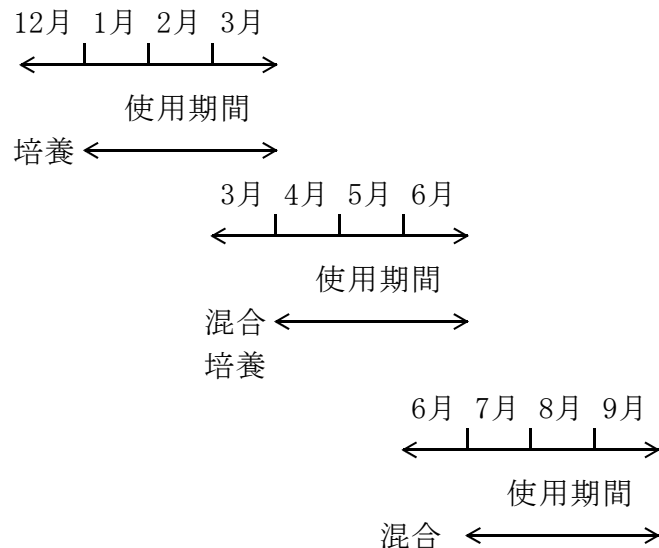 12月 1月 2月 3月
使用期間
培養
3月 4月 5月 6月
使用期間
混合
培養
6月 7月 8月 9月
使用期間
混合